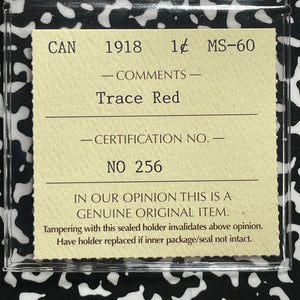 CAN 1918 1¢ MS-60
— COMMENTS —
Trace Red
— CERTIFICATION NO. —
NO 256
IN OUR OPINION THIS IS A
GENUINE ORIGINAL ITEM.
Tampering with this sealed holder invalidates above opinion.
Have holder replaced if inner package/seal not intact.